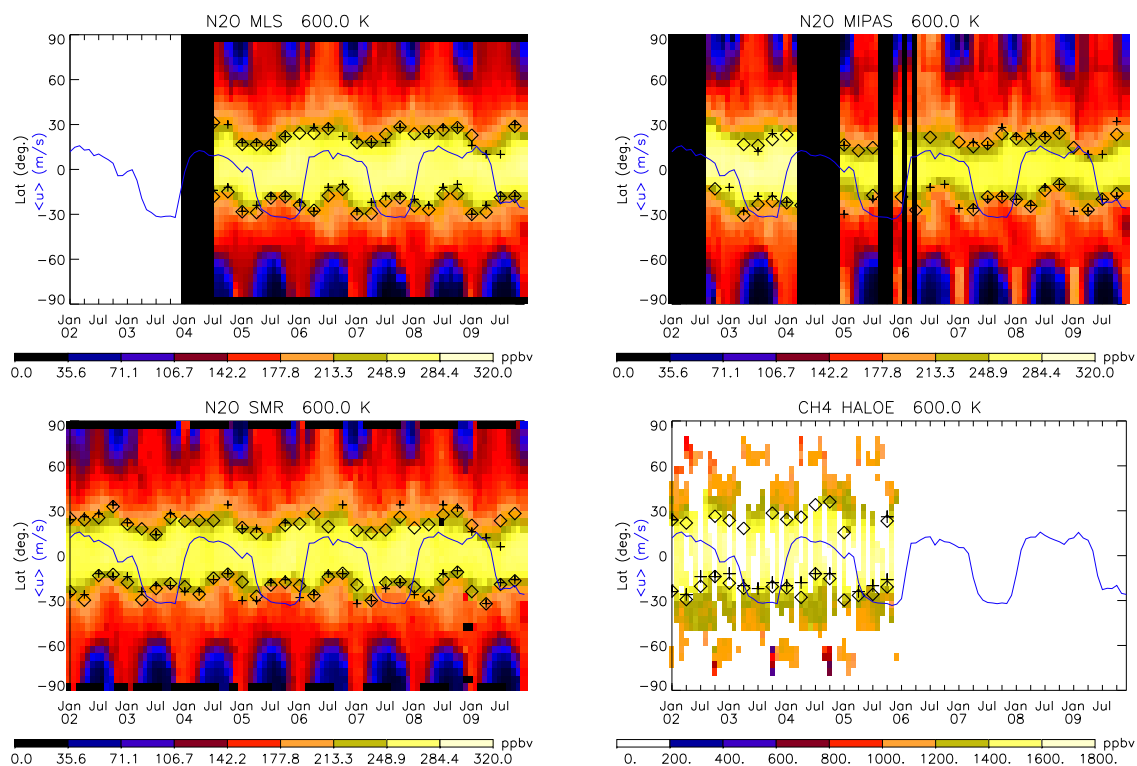 N2O MLS 600.0 K
90
60
30
0
−30
−60
−90
Lat (deg.)
<u> (m/s)
Jan Jul Jan Jul Jan Jul Jan Jul Jan Jul Jan Jul Jan Jul Jan Jul
02 03 04 05 06 07 08 09
ppbv
0.0 35.6 71.1 106.7 142.2 177.8 213.3 248.9 284.4 320.0
N2O MIPAS 600.0 K
90
60
30
0
−30
−60
−90
Lat (deg.)
<u> (m/s)
Jan Jul Jan Jul Jan Jul Jan Jul Jan Jul Jan Jul Jan Jul Jan Jul
02 03 04 05 06 07 08 09
ppbv
0.0 35.6 71.1 106.7 142.2 177.8 213.3 248.9 284.4 320.0
N2O SMR 600.0 K
90
60
30
0
−30
−60
−90
Lat (deg.)
<u> (m/s)
Jan Jul Jan Jul Jan Jul Jan Jul Jan Jul Jan Jul Jan Jul Jan Jul
02 03 04 05 06 07 08 09
ppbv
0.0 35.6 71.1 106.7 142.2 177.8 213.3 248.9 284.4 320.0
CH4 HALOE 600.0 K
90
60
30
0
−30
−60
−90
Lat (deg.)
<u> (m/s)
Jan Jul Jan Jul Jan Jul Jan Jul Jan Jul Jan Jul Jan Jul Jan Jul
02 03 04 05 06 07 08 09
ppbv
0. 200. 400. 600. 800. 1000. 1200. 1400. 1600. 1800.